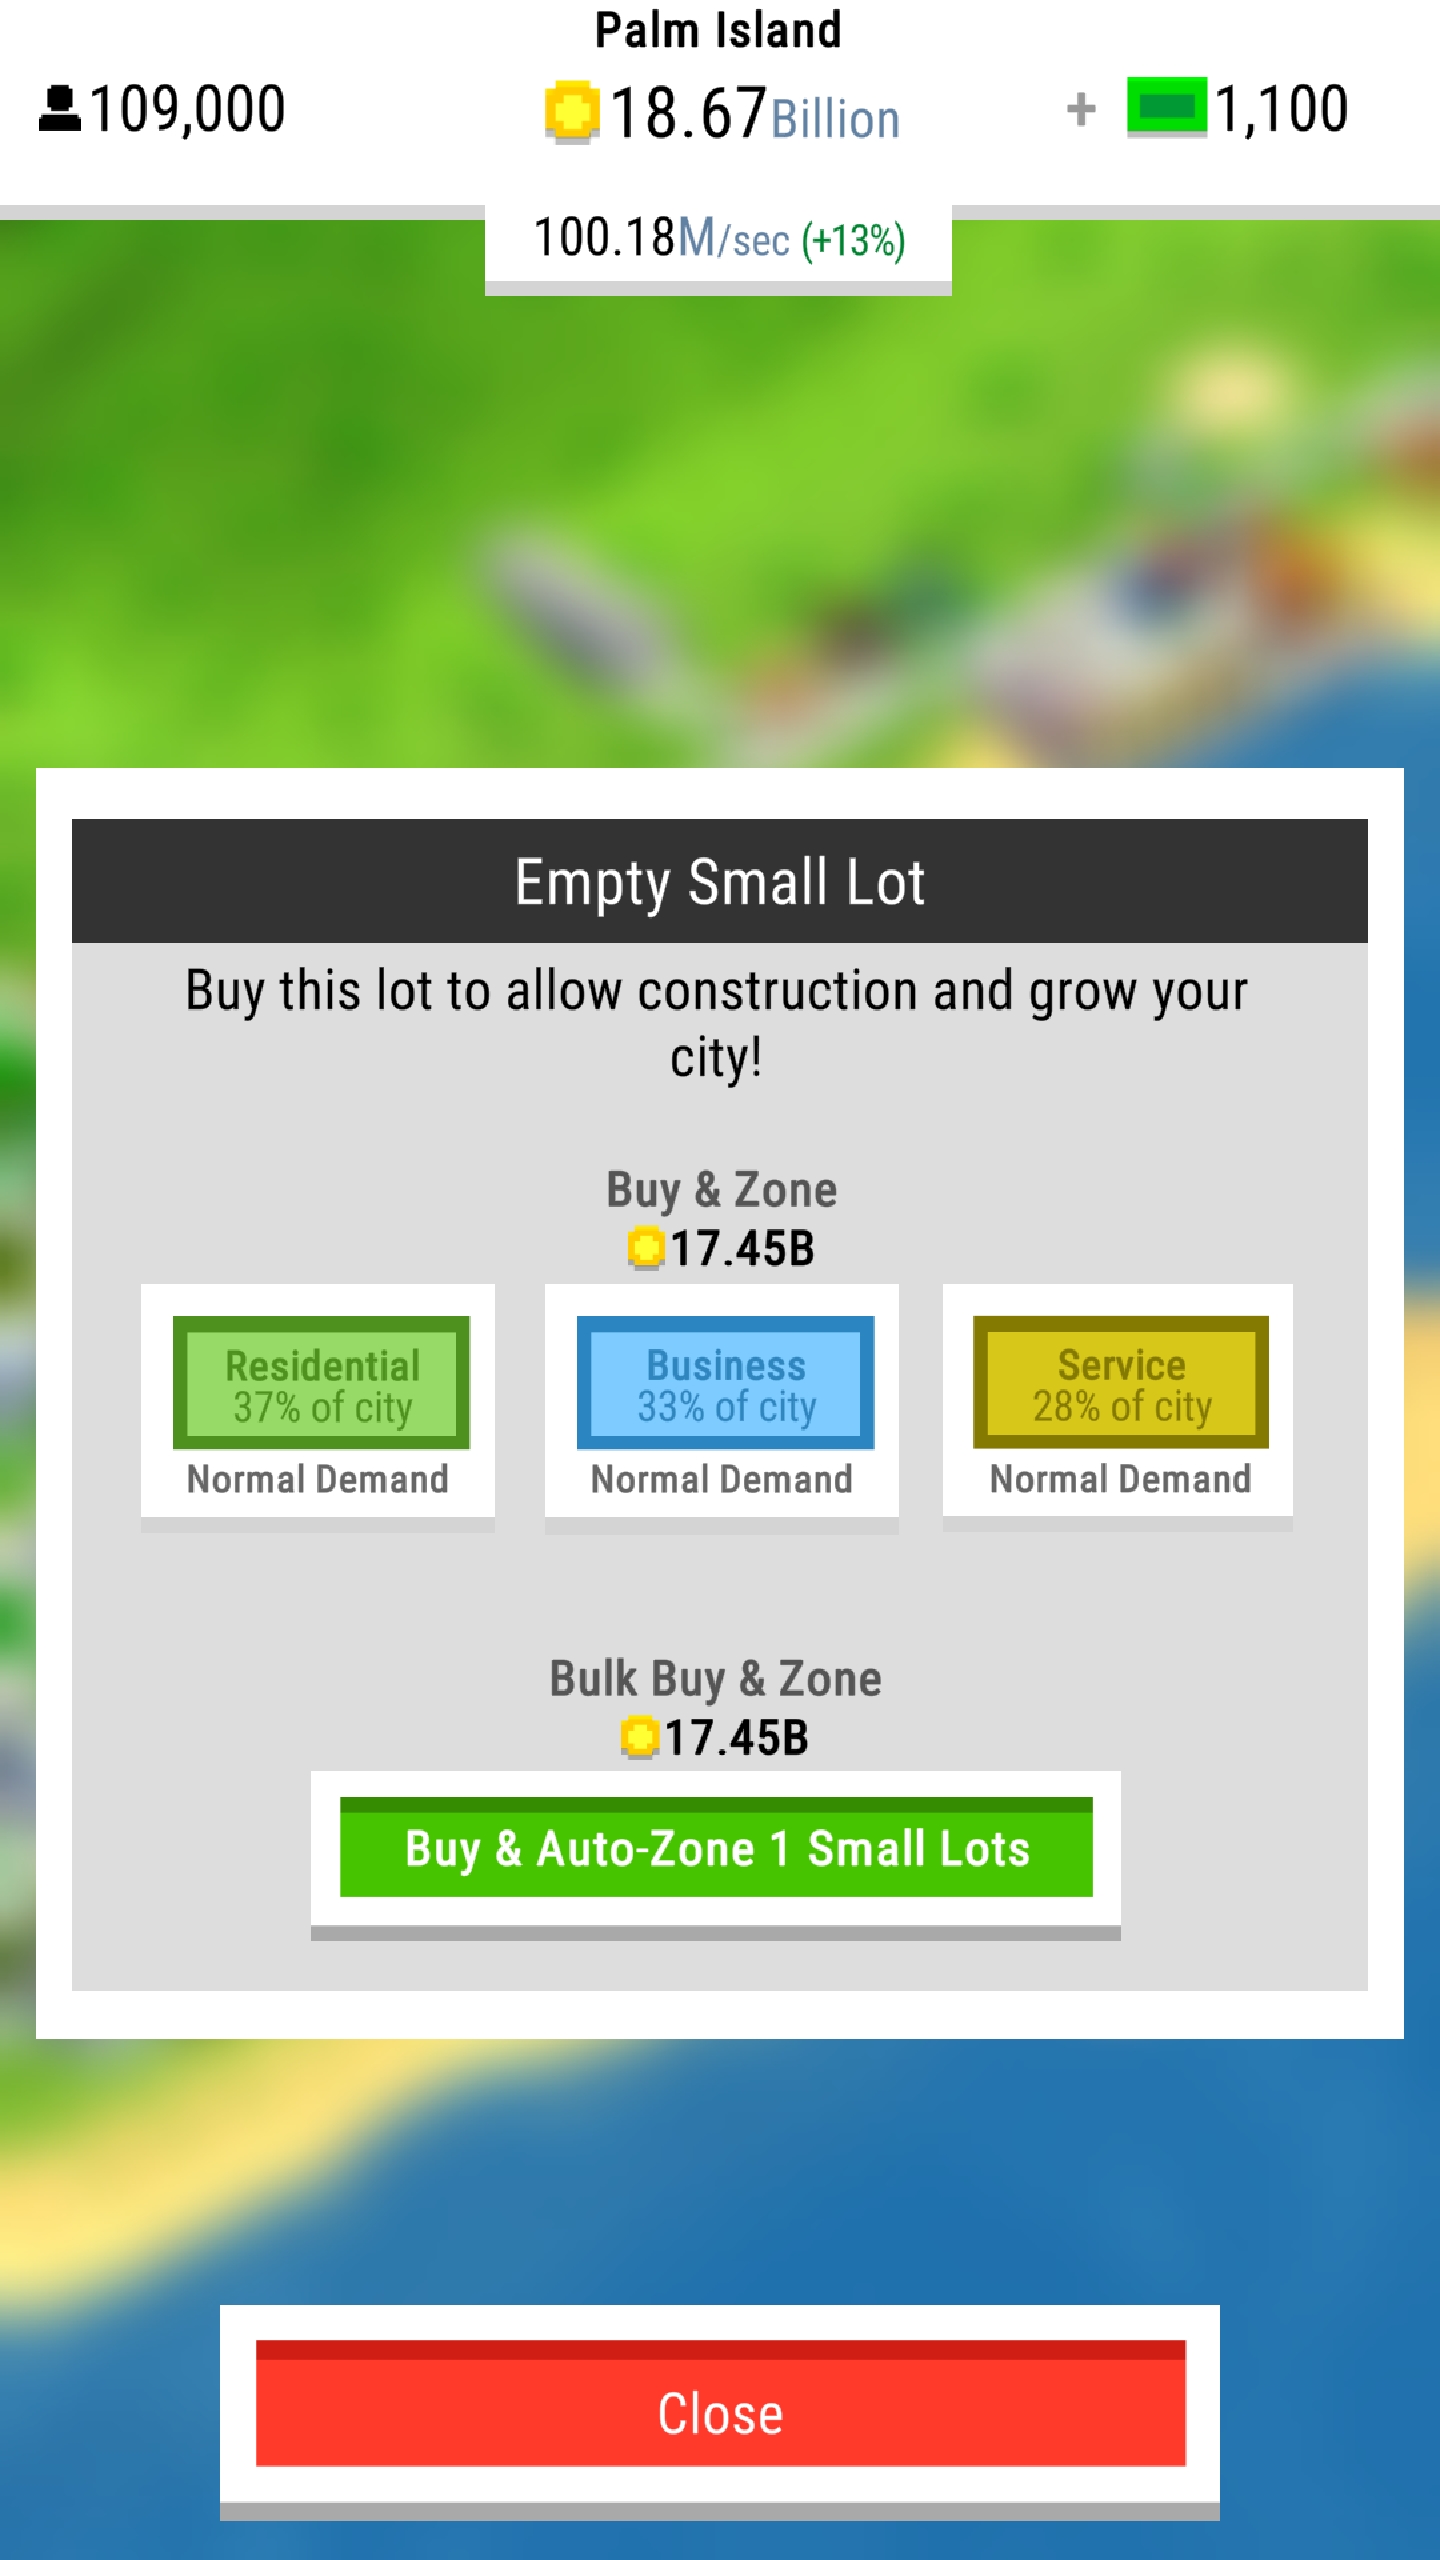 Palm Island
109,000
18.67Billion
+ 1,100
100.18M/sec (+13%)
Empty Small Lot
Buy this lot to allow construction and grow your
city!
Buy & Zone
17.45B
Residential
37% of city
Normal Demand
Business
33% of city
Normal Demand
Service
28% of city
Normal Demand
Bulk Buy & Zone
17.45B
Buy & Auto-Zone 1 Small Lots
Close